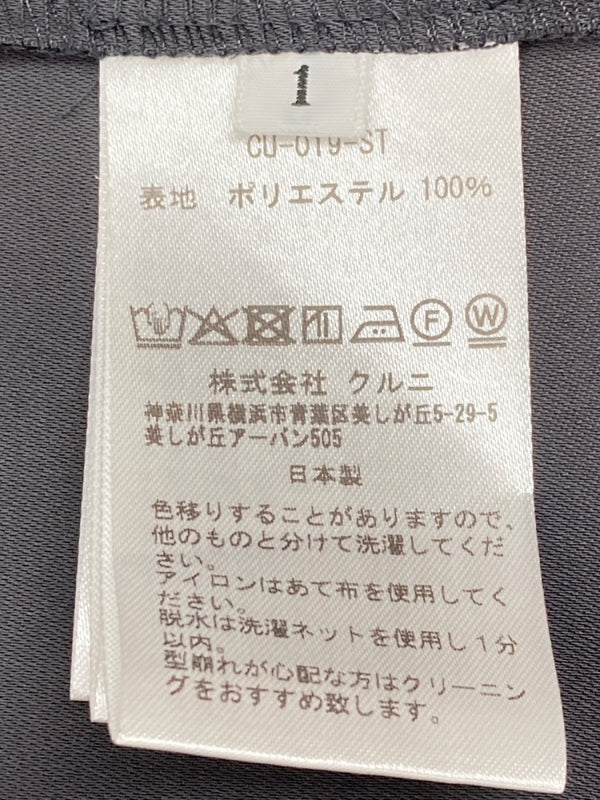 1
CU-019-ST
表地 ポリエステル 100%
F W
株式会社 クルニ
神奈川県横浜市青葉区美しが丘5-29-5
美しが丘アーバン505
日本製
色移りすることがありますので、
他のものと分けて洗濯してくだ
さい。
アイロンはあて布を使用してく
ださい。
脱水は洗濯ネットを使用し1分
以内。
型崩れが心配な方はクリーニン
グをおすすめ致します。